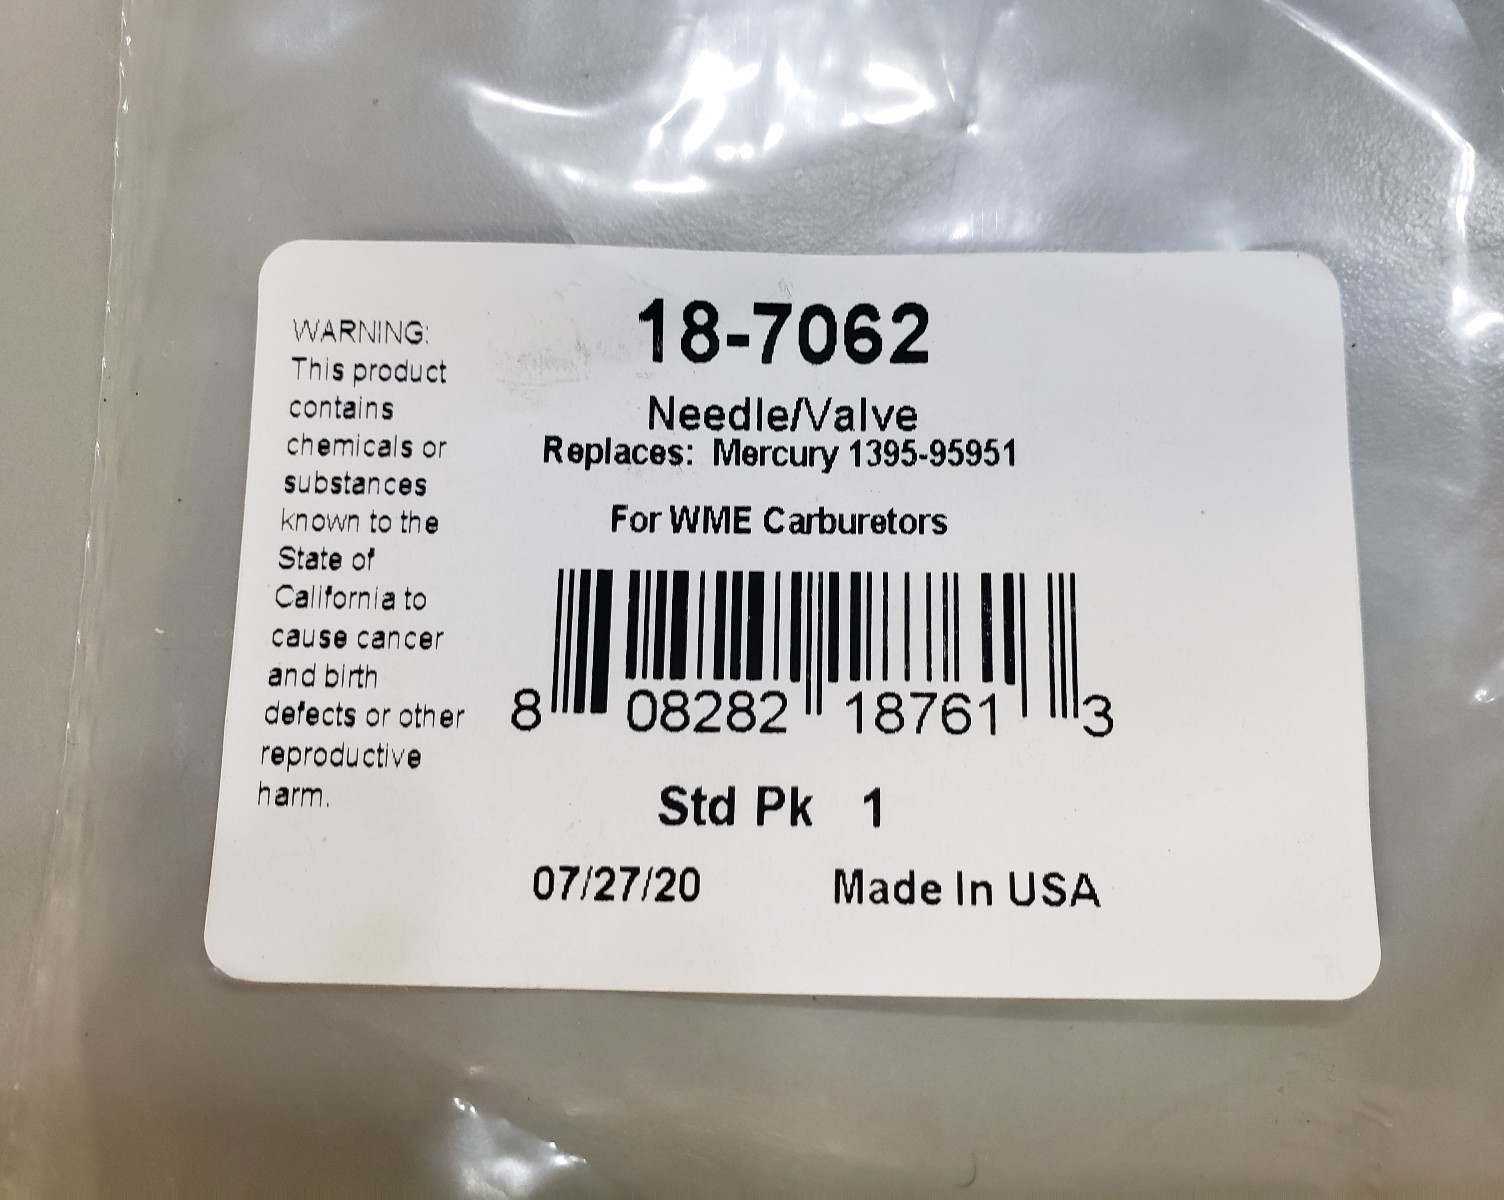 18-7062
Needle/Valve
Replaces: Mercury 1395-95951
For WME Carburetors
8 08282 18761 3
Std Pk 1
07/27/20 Made In USA
WARNING:
This product
contains
chemicals or
substances
known to the
State of
California to
cause cancer
and birth
defects or other
reproductive
harm.